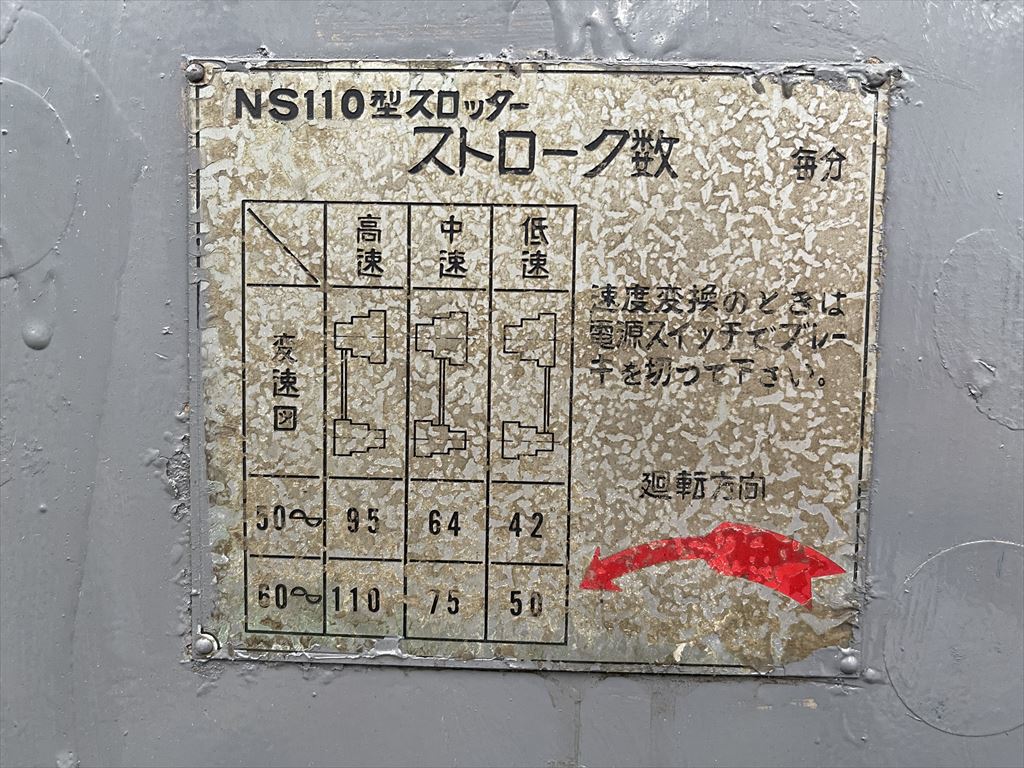 NS110型スロッター
ストローク数
毎分
高速 中速 低速
変速図
50～ 95 64 42
60～ 110 75 50
速度変換のときは
電源スイッチでブレー
キを切って下さい。
廻転方向